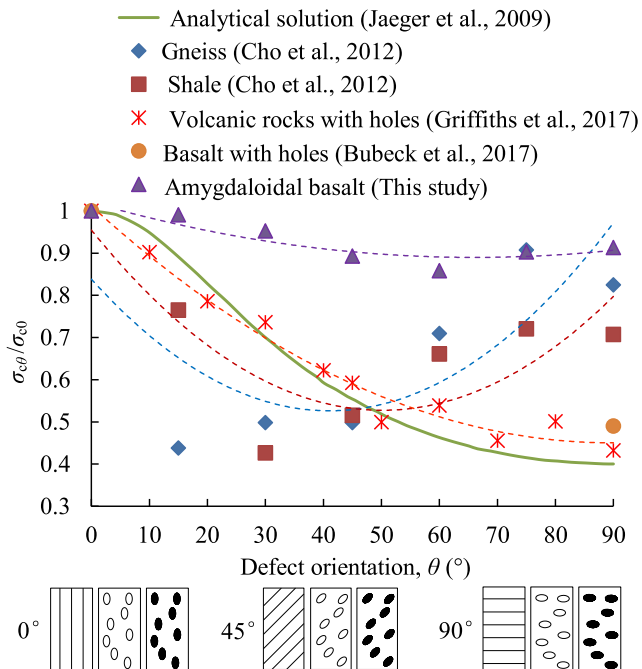 Analytical solution (Jaeger et al., 2009)
Gneiss (Cho et al., 2012)
Shale (Cho et al., 2012)
Volcanic rocks with holes (Griffiths et al., 2017)
Basalt with holes (Bubeck et al., 2017)
Amygdaloidal basalt (This study)
1
0.9
0.8
0.7
0.6
0.5
0.4
0.3
σcθ/σc0
0 10 20 30 40 50 60 70 80 90
Defect orientation, θ (°)
0° 45° 90°